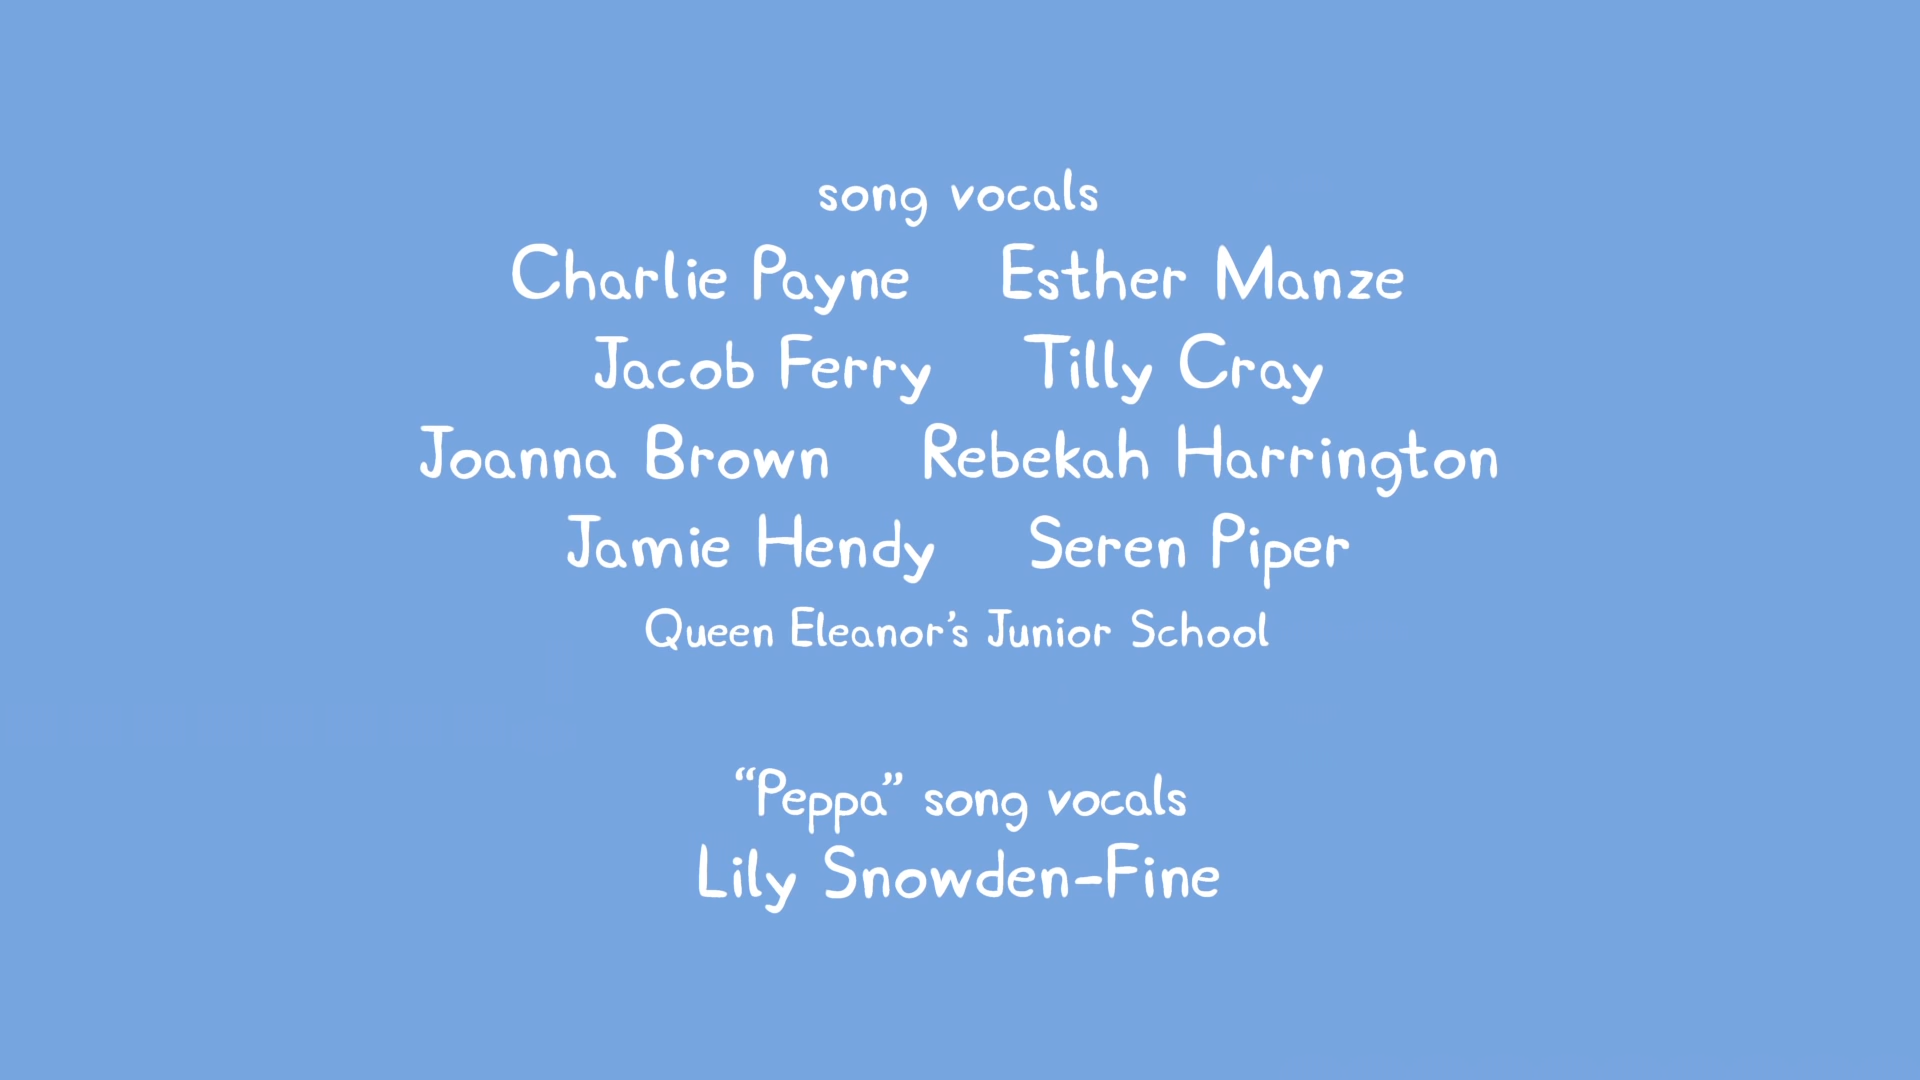 song vocals
Charlie Payne Esther Manze
Jacob Ferry Tilly Cray
Joanna Brown Rebekah Harrington
Jamie Hendy Seren Piper
Queen Eleanor’s Junior School
“Peppa” song vocals
Lily Snowden-Fine